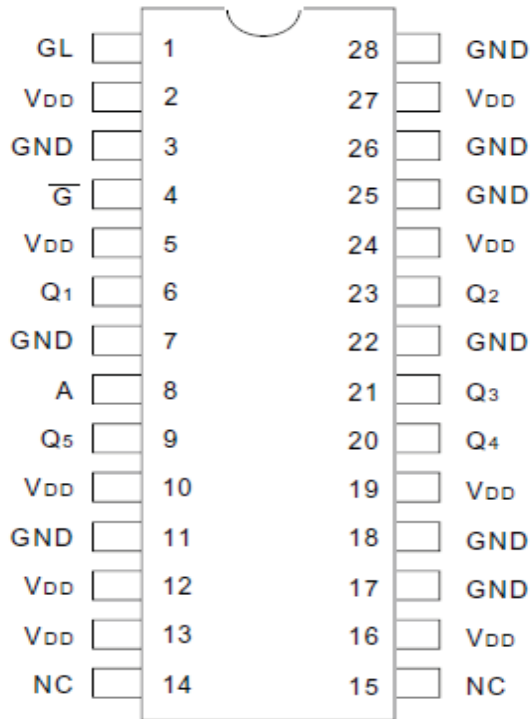 GL 1 28 GND
VDD 2 27 VDD
GND 3 26 GND
G̅ 4 25 GND
VDD 5 24 VDD
Q1 6 23 Q2
GND 7 22 GND
A 8 21 Q3
Q5 9 20 Q4
VDD 10 19 VDD
GND 11 18 GND
VDD 12 17 GND
VDD 13 16 VDD
NC 14 15 NC